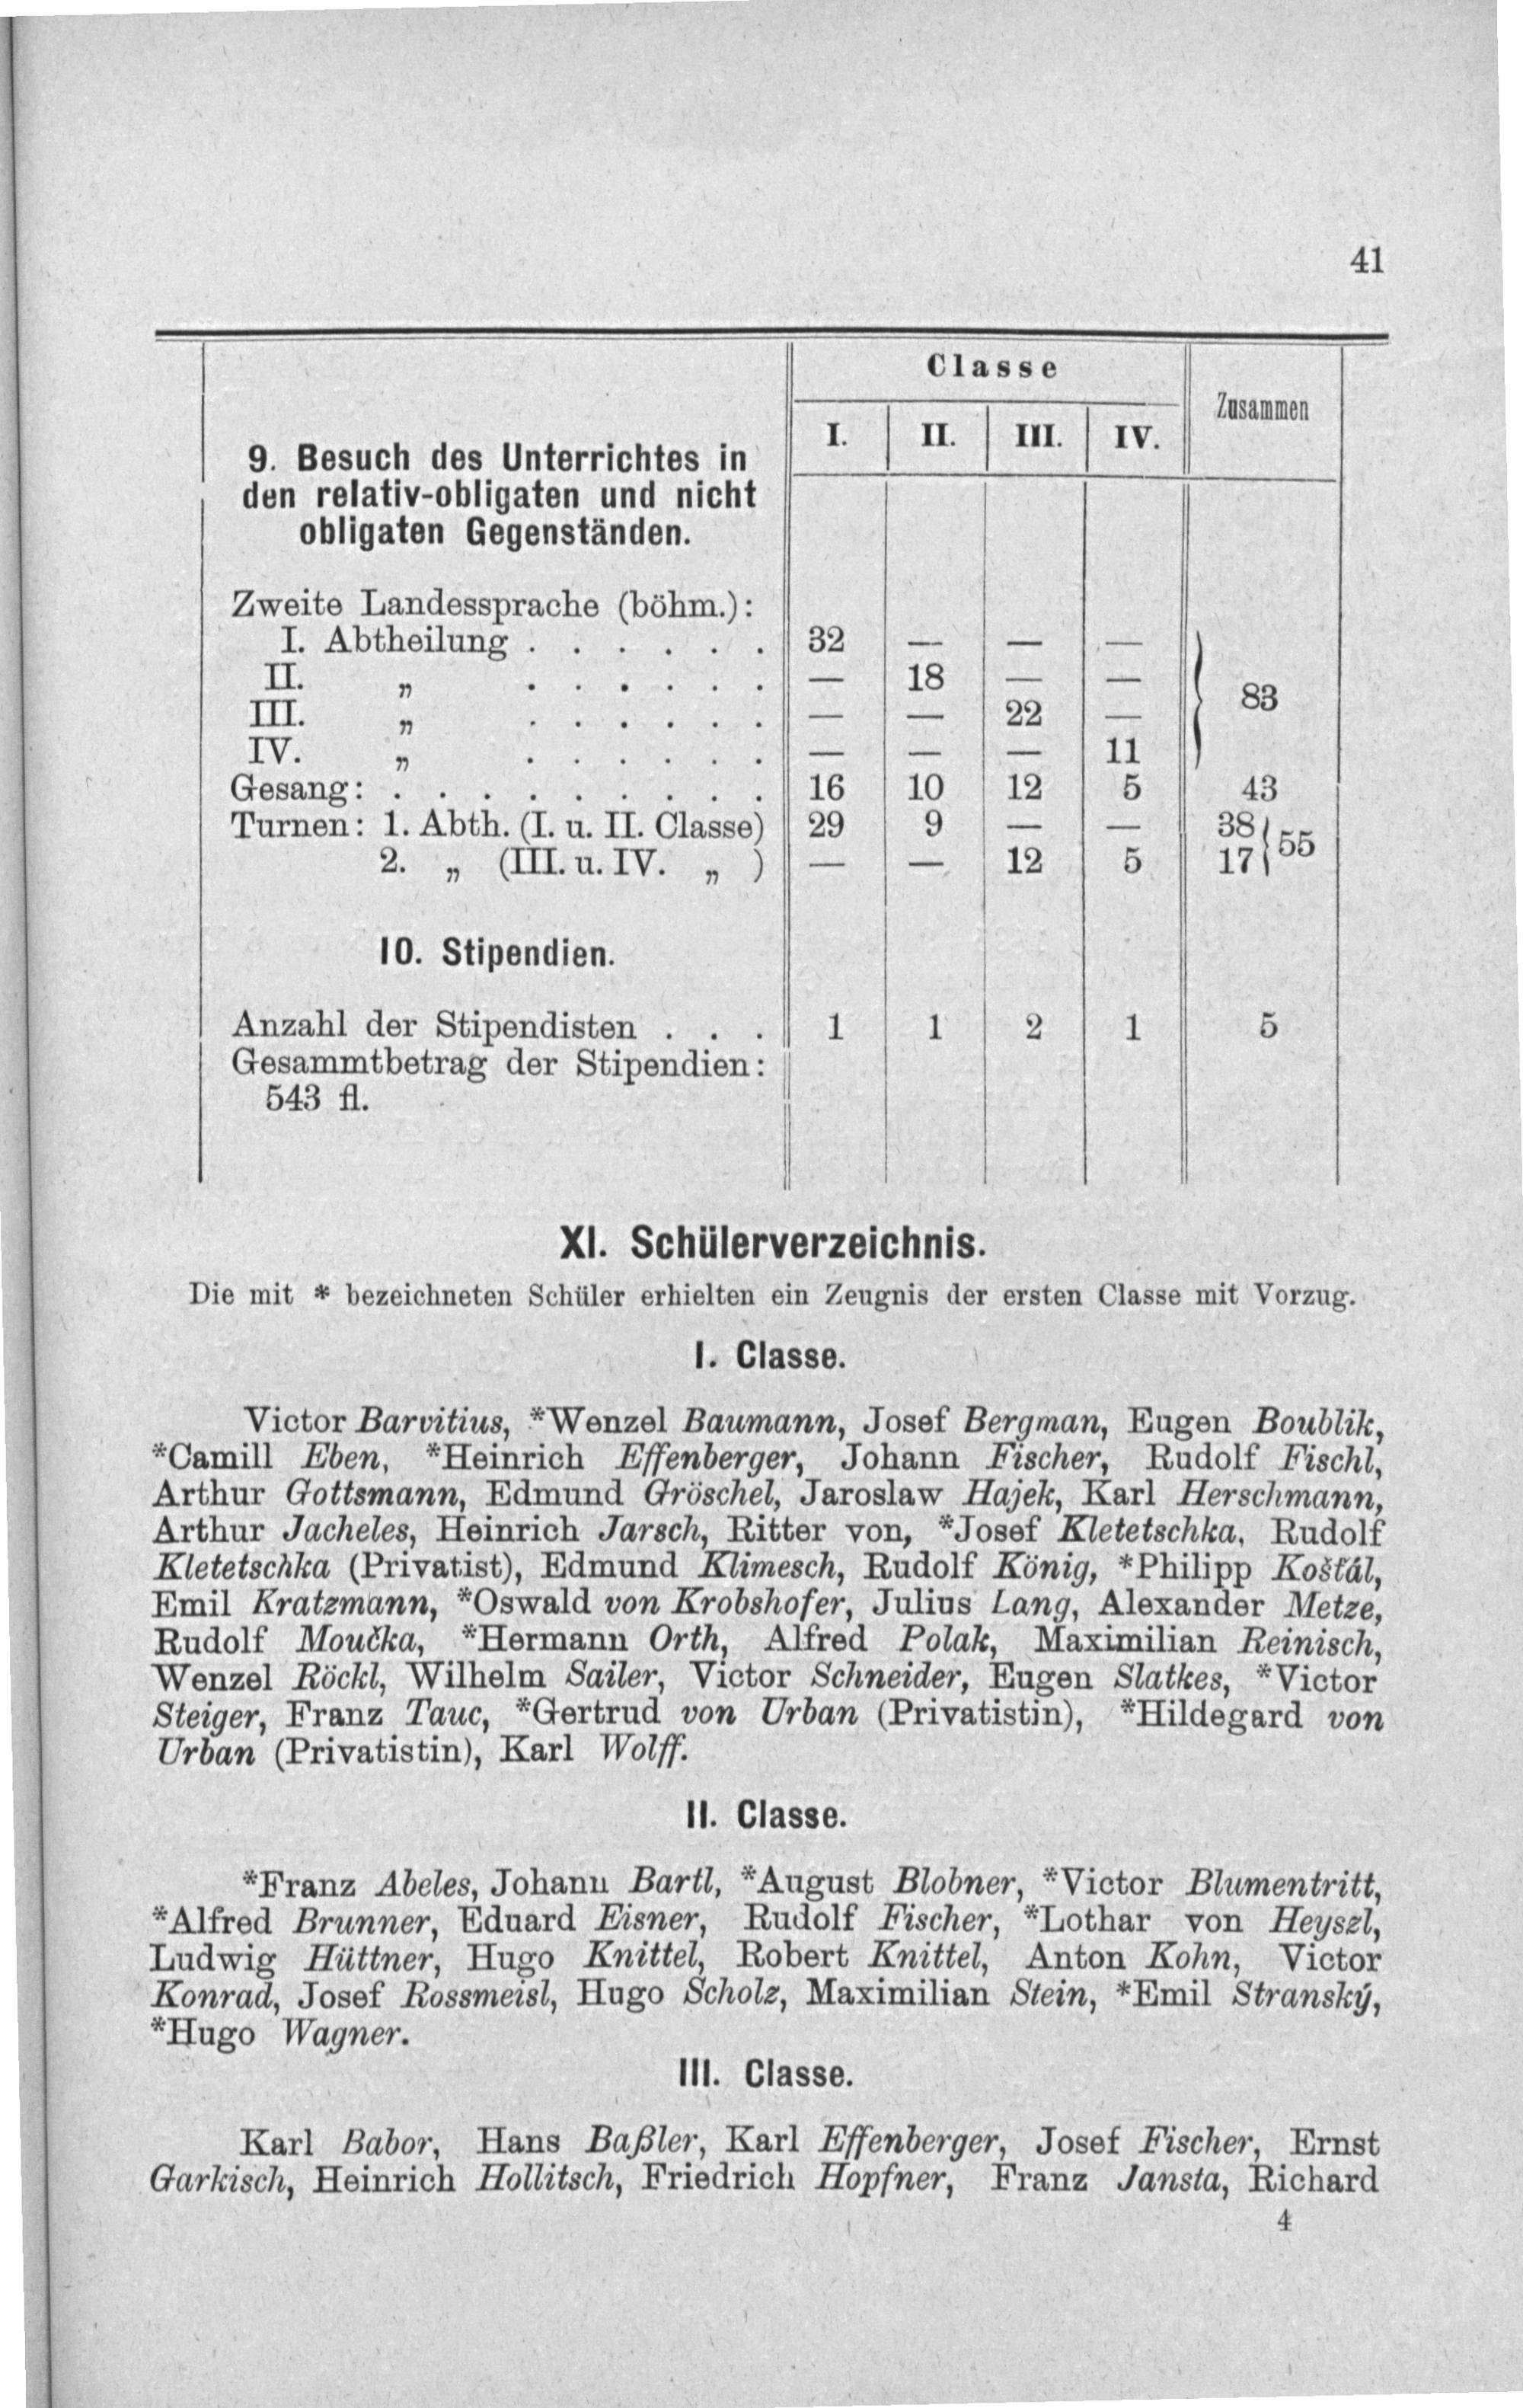 41
Classe
Zusammen
I. II. III. IV.
9. Besuch des Unterrichtes in
den relativ-obligaten und nicht
obligaten Gegenständen.
Zweite Landessprache (böhm.):
I. Abtheilung . . . . . . 32 — — —
II. „ . . . . . . — 18 — —
III. „ . . . . . . — — 22 —
83
IV. „ . . . . . . — — — 11
Gesang: . . . . . . . . . 16 10 12 5 43
Turnen: 1. Abth. (I. u. II. Classe) 29 9 — — 38
55
2. „ (III. u. IV. „ ) — — 12 5 17
10. Stipendien.
Anzahl der Stipendisten . . . 1 1 2 1 5
Gesammtbetrag der Stipendien:
543 fl.
XI. Schülerverzeichnis.
Die mit * bezeichneten Schüler erhielten ein Zeugnis der ersten Classe mit Vorzug.
I. Classe.
Victor Barvitius, *Wenzel Baumann, Josef Bergman, Eugen Boublik,
*Camill Eben, *Heinrich Effenberger, Johann Fischer, Rudolf Fischl,
Arthur Gottsmann, Edmund Gröschel, Jaroslaw Hajek, Karl Herschmann,
Arthur Jacheles, Heinrich Jarsch, Ritter von, *Josef Kletetschka, Rudolf
Kletetschka (Privatist), Edmund Klimesch, Rudolf König, *Philipp Košťál,
Emil Kratzmann, *Oswald von Krobshofer, Julius Lang, Alexander Metze,
Rudolf Moučka, *Hermann Orth, Alfred Polak, Maximilian Reinisch,
Wenzel Röckl, Wilhelm Sailer, Victor Schneider, Eugen Slatkes, *Victor
Steiger, Franz Tauc, *Gertrud von Urban (Privatistin), *Hildegard von
Urban (Privatistin), Karl Wolff.
II. Classe.
*Franz Abeles, Johann Bartl, *August Blobner, *Victor Blumentritt,
*Alfred Brunner, Eduard Eisner, Rudolf Fischer, *Lothar von Heyszl,
Ludwig Hüttner, Hugo Knittel, Robert Knittel, Anton Kohn, Victor
Konrad, Josef Rossmeisl, Hugo Scholz, Maximilian Stein, *Emil Stranský,
*Hugo Wagner.
III. Classe.
Karl Babor, Hans Baßler, Karl Effenberger, Josef Fischer, Ernst
Garkisch, Heinrich Hollitsch, Friedrich Hopfner, Franz Jansta, Richard
4